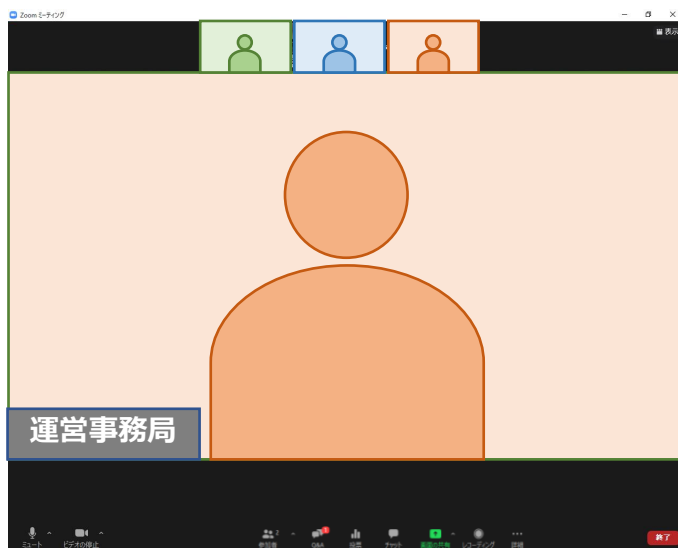 Zoom ミーティング
表示
運営事務局
ミュート
ビデオの停止
参加者
Q&A
投票
チャット
画面の共有
レコーディング
詳細
終了